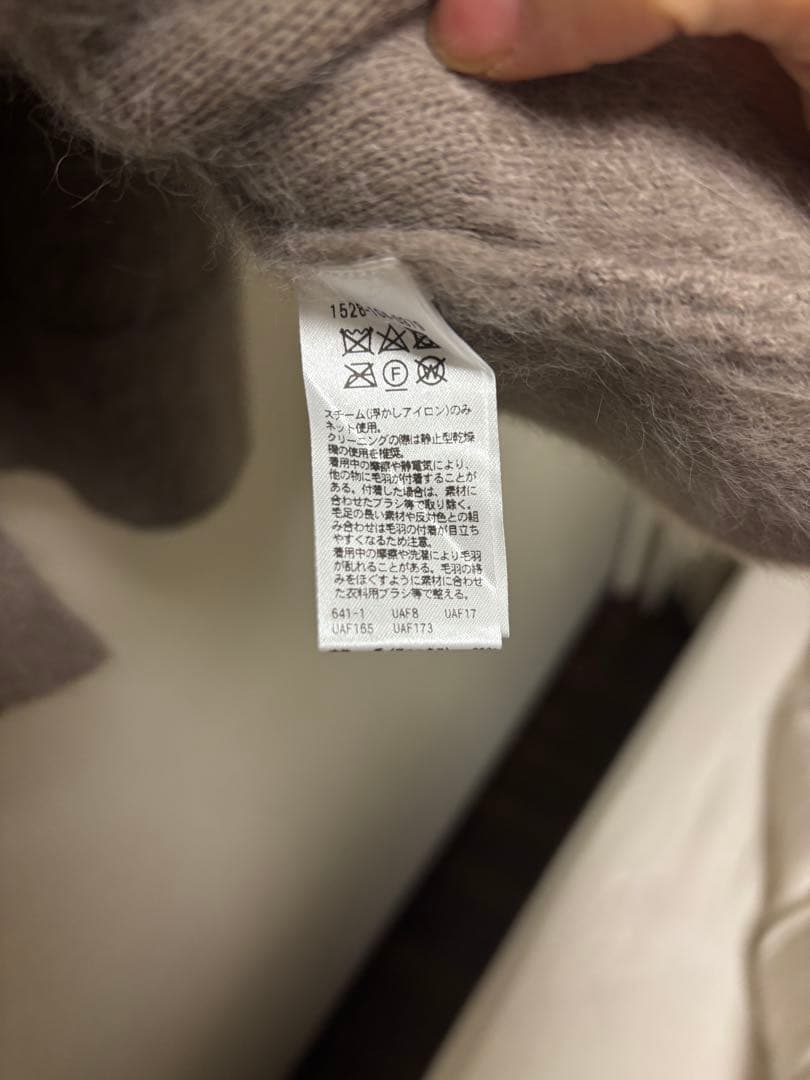 Ⓕ Ⓦ
スチーム(浮かしアイロン)のみ
ネット使用。
クリーニングの際は静止型乾燥
機の使用を推奨。
着用中の摩擦や静電気により、
他の物に毛羽が付着することが
ある。付着した場合は、素材に
合わせたブラシ等で取り除く。
毛足の長い素材や反対色との組
み合わせは毛羽の付着が目立ち
やすくなるため注意。
着用中の摩擦や洗濯により毛羽
が乱れることがある。毛羽の絡
みをほぐすように素材に合わせ
た衣料用ブラシ等で整える。
641-1 UAF8 UAF17
UAF165 UAF173